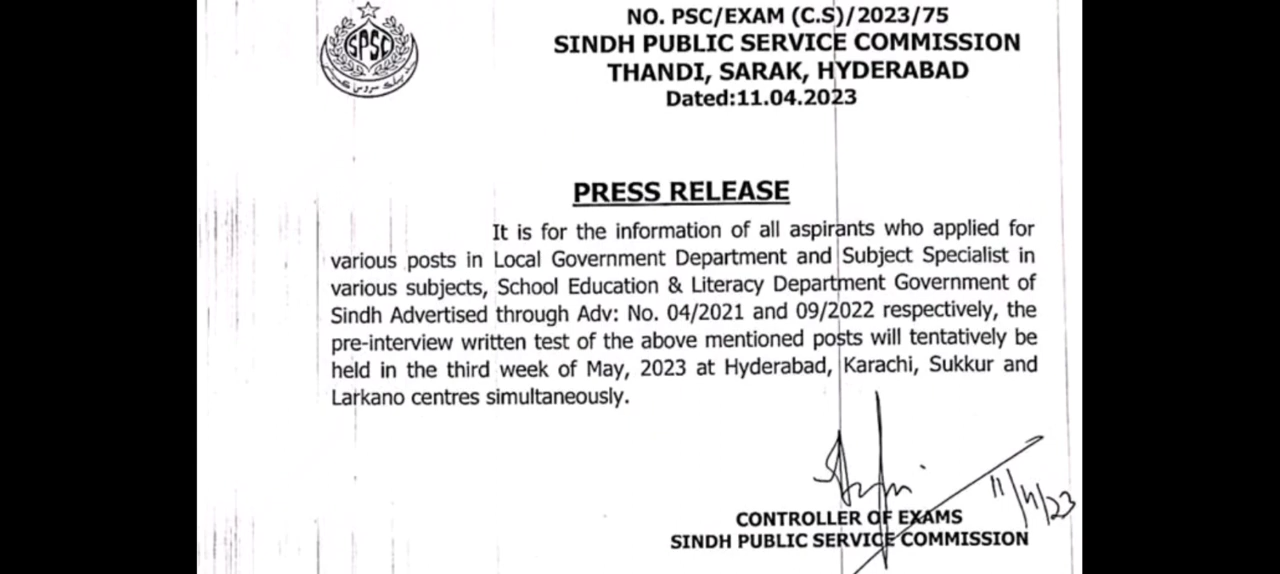 SPSC
NO. PSC/EXAM (C.S)/2023/75
SINDH PUBLIC SERVICE COMMISSION
THANDI, SARAK, HYDERABAD
Dated:11.04.2023
PRESS RELEASE
It is for the information of all aspirants who applied for
various posts in Local Government Department and Subject Specialist in
various subjects, School Education & Literacy Department Government of
Sindh Advertised through Adv: No. 04/2021 and 09/2022 respectively, the
pre-interview written test of the above mentioned posts will tentatively be
held in the third week of May, 2023 at Hyderabad, Karachi, Sukkur and
Larkano centres simultaneously.
11/4/23
CONTROLLER OF EXAMS
SINDH PUBLIC SERVICE COMMISSION